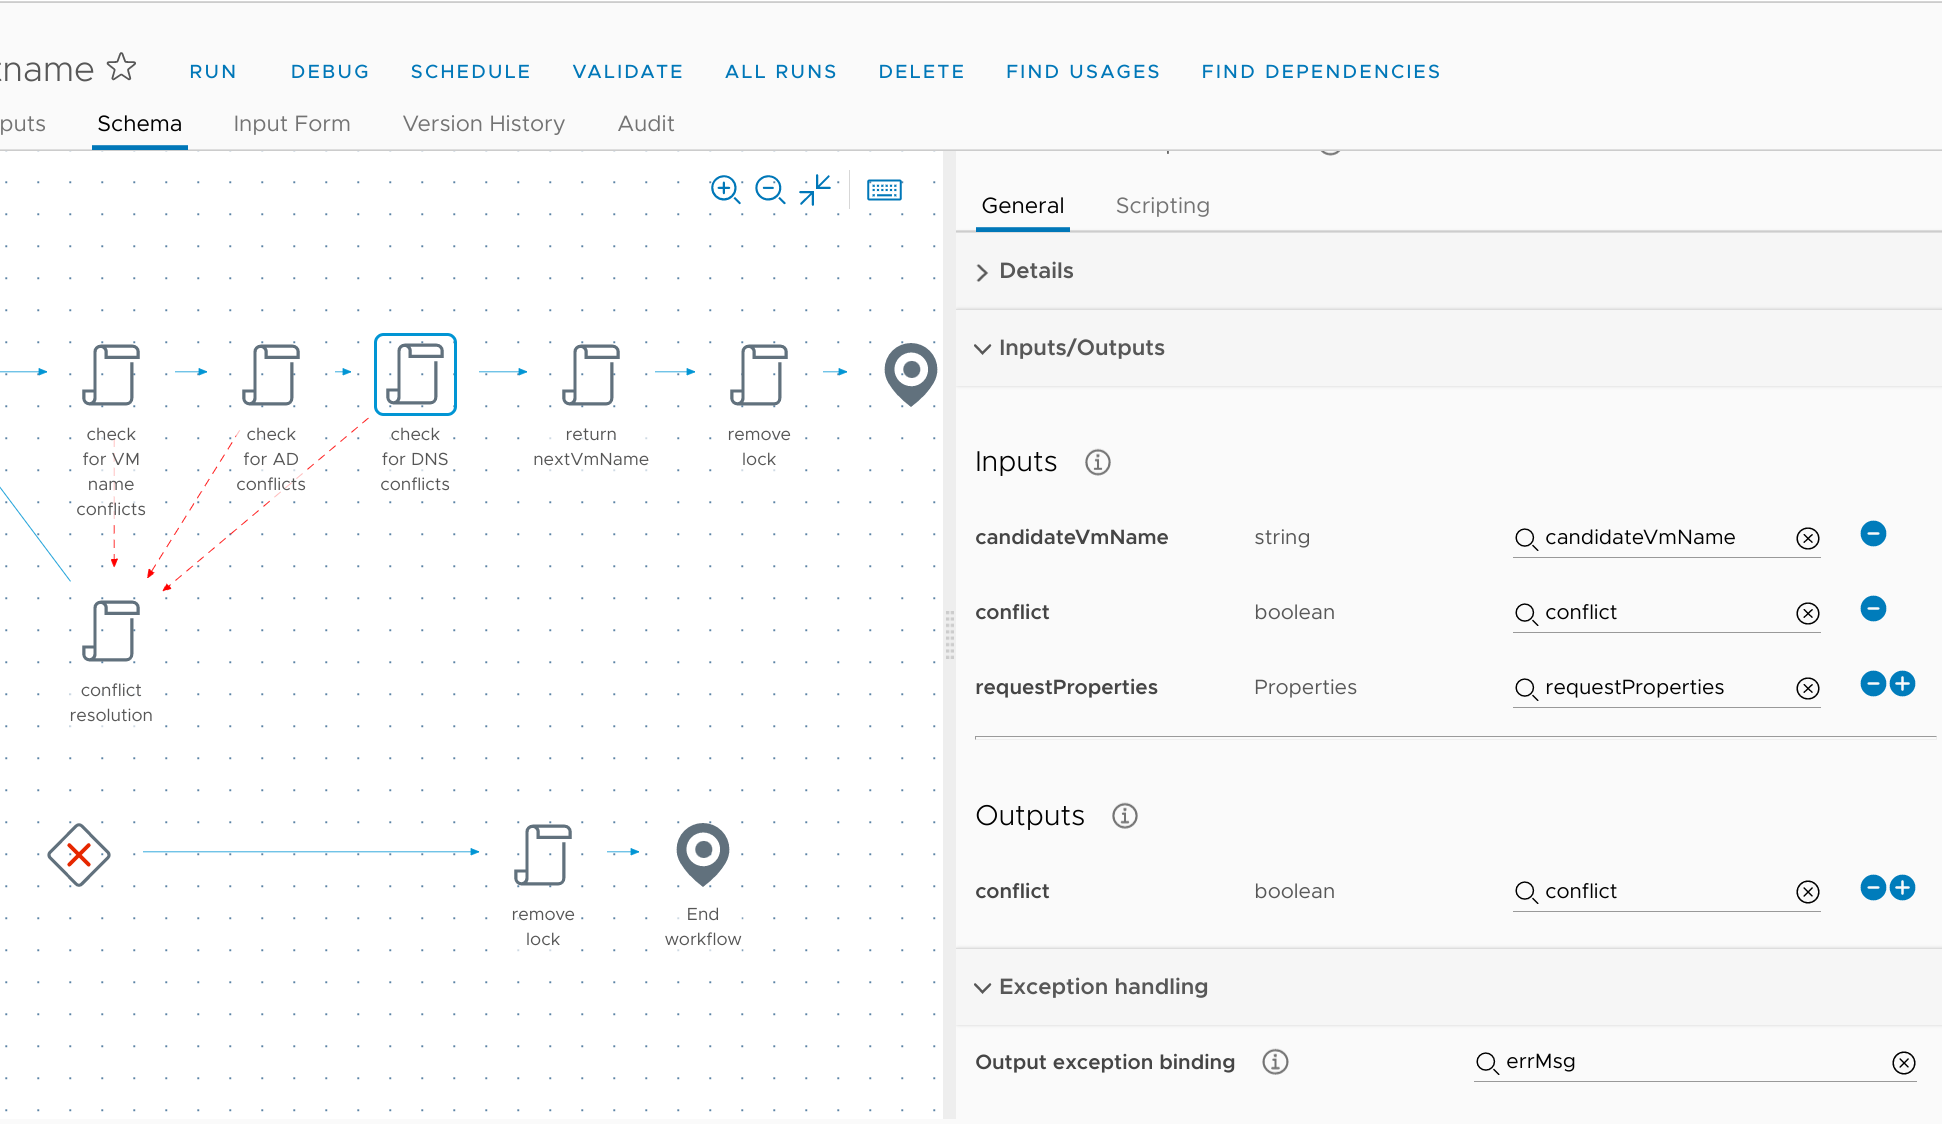 tname RUN DEBUG SCHEDULE VALIDATE ALL RUNS DELETE FIND USAGES FIND DEPENDENCIES
puts Schema Input Form Version History Audit
General Scripting
Details
Inputs/Outputs
check
for VM
name
conflicts
check
for AD
conflicts
check
for DNS
conflicts
return
nextVmName
remove
lock
conflict
resolution
remove
lock
End
workflow
Inputs
candidateVmName string candidateVmName
conflict boolean conflict
requestProperties Properties requestProperties
Outputs
conflict boolean conflict
Exception handling
Output exception binding errMsg